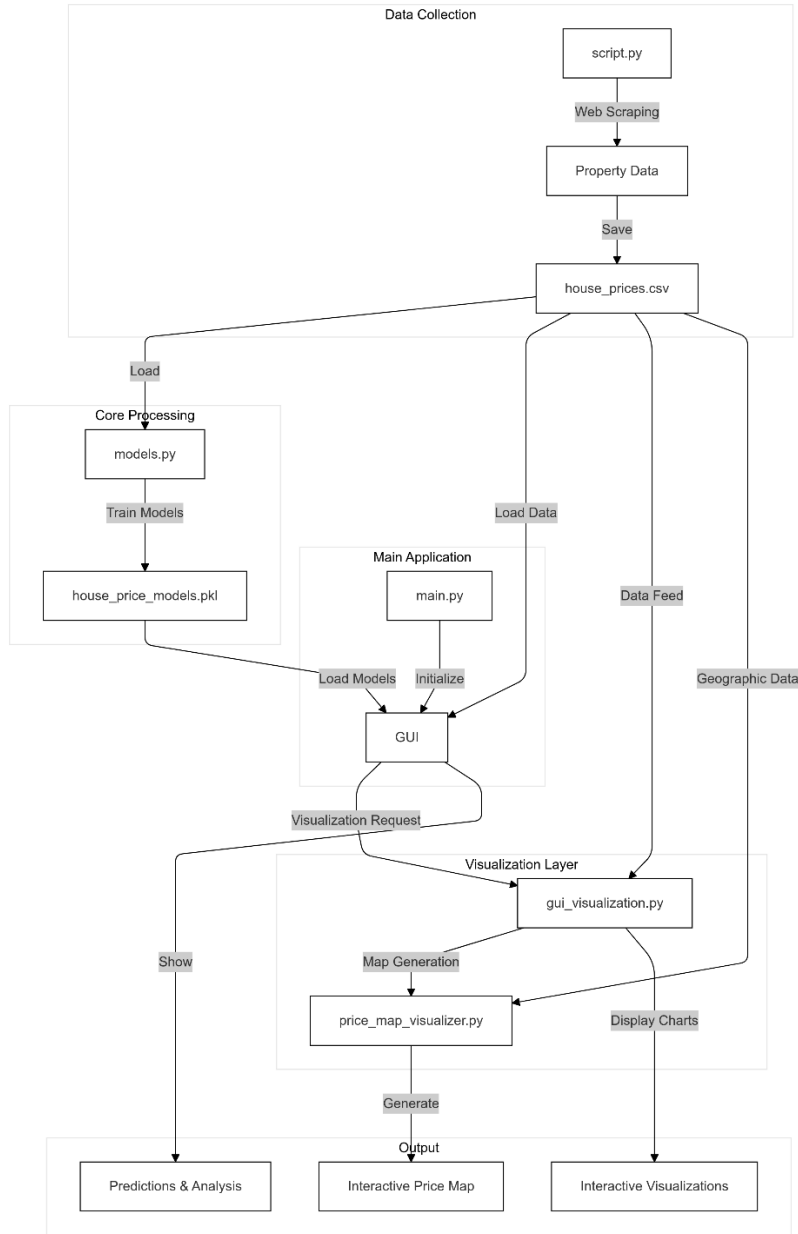 Data Collection
script.py
Web Scraping
Property Data
Save
house_prices.csv
Load
Core Processing
models.py
Train Models
Load Data
Main Application
house_price_models.pkl
main.py
Data Feed
Load Models
Initialize
Geographic Data
GUI
Visualization Request
Visualization Layer
gui_visualization.py
Show
Map Generation
price_map_visualizer.py
Display Charts
Generate
Output
Predictions & Analysis
Interactive Price Map
Interactive Visualizations